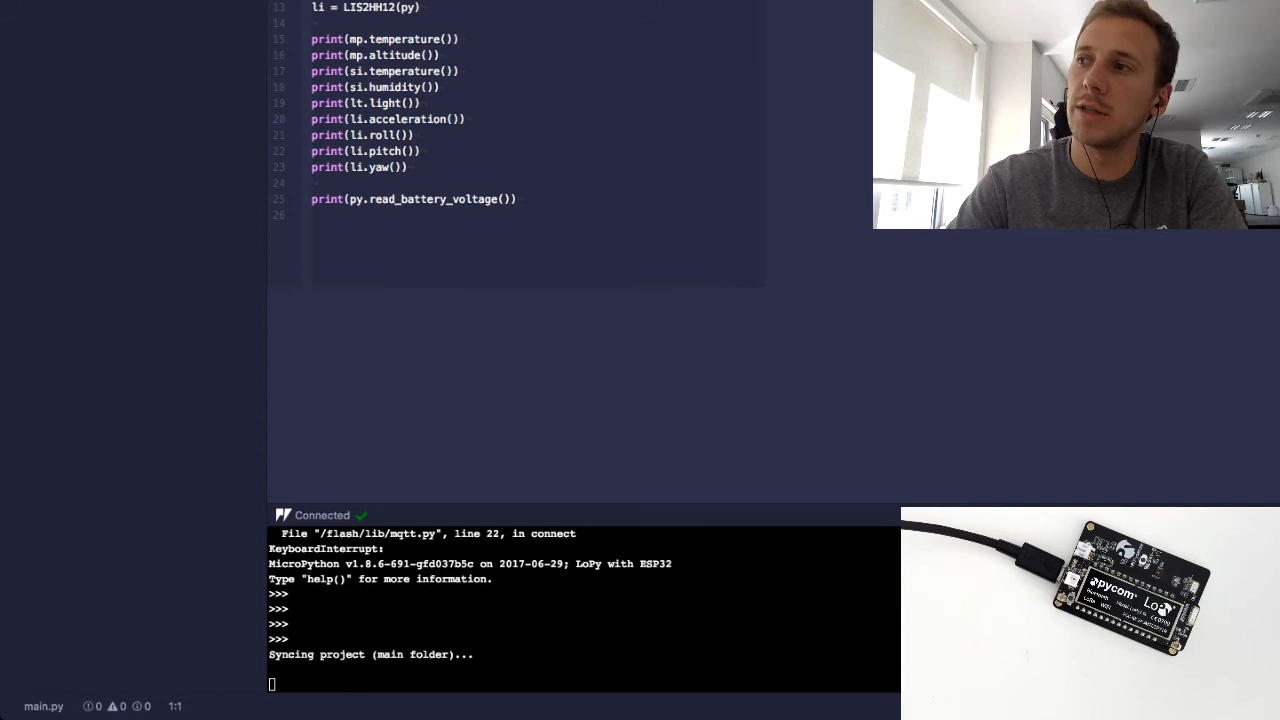 13 li = LIS2HH12(py)
14
15 print(mp.temperature())
16 print(mp.altitude())
17 print(si.temperature())
18 print(si.humidity())
19 print(lt.light())
20 print(li.acceleration())
21 print(li.roll())
22 print(li.pitch())
23 print(li.yaw())
24
25 print(py.read_battery_voltage())
26
Connected
File "/flash/lib/mqtt.py", line 22, in connect
KeyboardInterrupt:
MicroPython v1.8.6-691-gfd037b5c on 2017-06-29; LoPy with ESP32
Type "help()" for more information.
>>>
>>>
>>>
>>>
Syncing project (main folder)...
pycom
LoPy
main.py 0 0 0 1:1